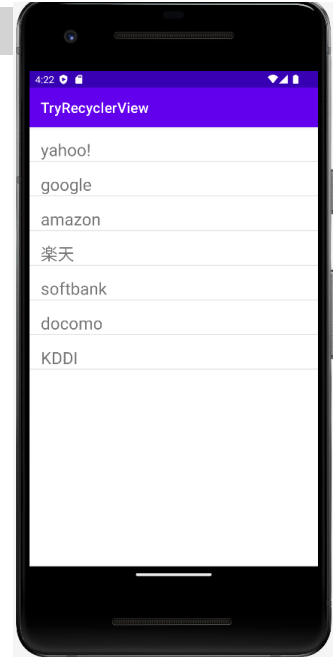 4:22
TryRecyclerView
yahoo!
google
amazon
楽天
softbank
docomo
KDDI